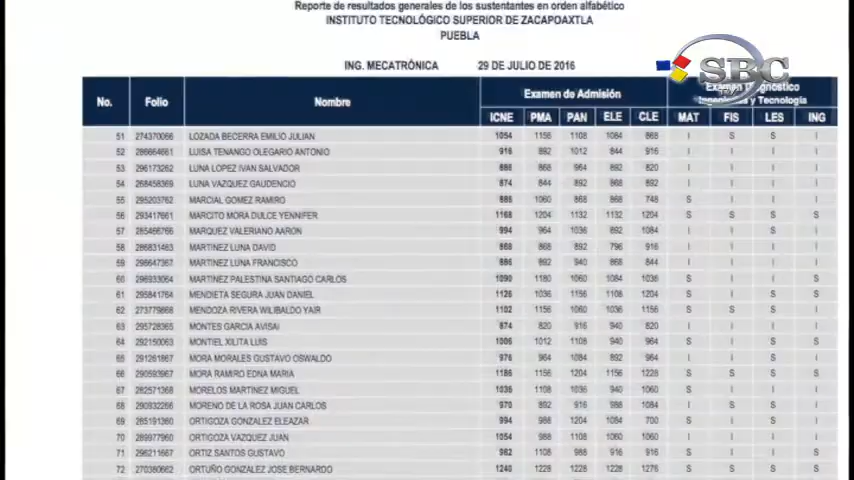 Reporte de resultados generales de los sustentantes en orden alfabético
INSTITUTO TECNOLÓGICO SUPERIOR DE ZACAPOAXTLA
PUEBLA
ING. MECATRÓNICA 29 DE JULIO DE 2016
SBC
No. Folio Nombre Examen de Admisión Examen Diagnóstico
Ingenierías y Tecnología
ICNE PMA PAN ELE CLE MAT FIS LES ING
51 274370066 LOZADA BECERRA EMILIO JULIAN 1054 1156 1108 1084 868 I S S I
52 286664661 LUISA TENANGO OLEGARIO ANTONIO 916 892 1012 844 916 I I I I
53 296173262 LUNA LOPEZ IVAN SALVADOR 886 868 964 892 820 I I I I
54 268458369 LUNA VAZQUEZ GAUDENCIO 874 844 892 868 892 I I I I
55 295203762 MARCIAL GOMEZ RAMIRO 886 1060 868 868 748 S I I I
56 293417661 MARCITO MORA DULCE YENNIFER 1168 1204 1132 1132 1204 S S S S
57 285466766 MARQUEZ VALERIANO AARON 994 964 1036 892 1084 I I S I
58 286831463 MARTINEZ LUNA DAVID 868 868 892 796 916 I I I I
59 298647367 MARTINEZ LUNA FRANCISCO 886 892 940 868 844 I I I I
60 296933064 MARTINEZ PALESTINA SANTIAGO CARLOS 1090 1180 1060 1084 1036 S I I S
61 295841764 MENDIETA SEGURA JUAN DANIEL 1126 1036 1156 1108 1204 S I S S
62 273779868 MENDOZA RIVERA WILIBALDO YAIR 1102 1156 1060 1036 1156 S S S I
63 295728365 MONTES GARCIA AVISAI 874 820 916 940 820 I I I I
64 292150063 MONTIEL XILITA LUIS 1006 1012 1108 940 964 S I I S
65 291261867 MORA MORALES GUSTAVO OSWALDO 976 964 1084 892 964 I I S I
66 290593967 MORA RAMIRO EDNA MARIA 1186 1156 1204 1156 1228 S S S S
67 282571368 MORELOS MARTINEZ MIGUEL 1036 1108 1036 940 1060 S I I I
68 290932266 MORENO DE LA ROSA JUAN CARLOS 970 892 916 988 1084 I S S I
69 285191360 ORTIGOZA GONZALEZ ELEAZAR 994 988 1204 1084 700 S I I S
70 289977960 ORTIGOZA VAZQUEZ JUAN 1054 988 1108 1060 1060 I I I I
71 296211667 ORTIZ SANTOS GUSTAVO 982 1108 988 916 916 S I I S
72 270380662 ORTUÑO GONZALEZ JOSE BERNARDO 1240 1228 1228 1228 1276 S S S S